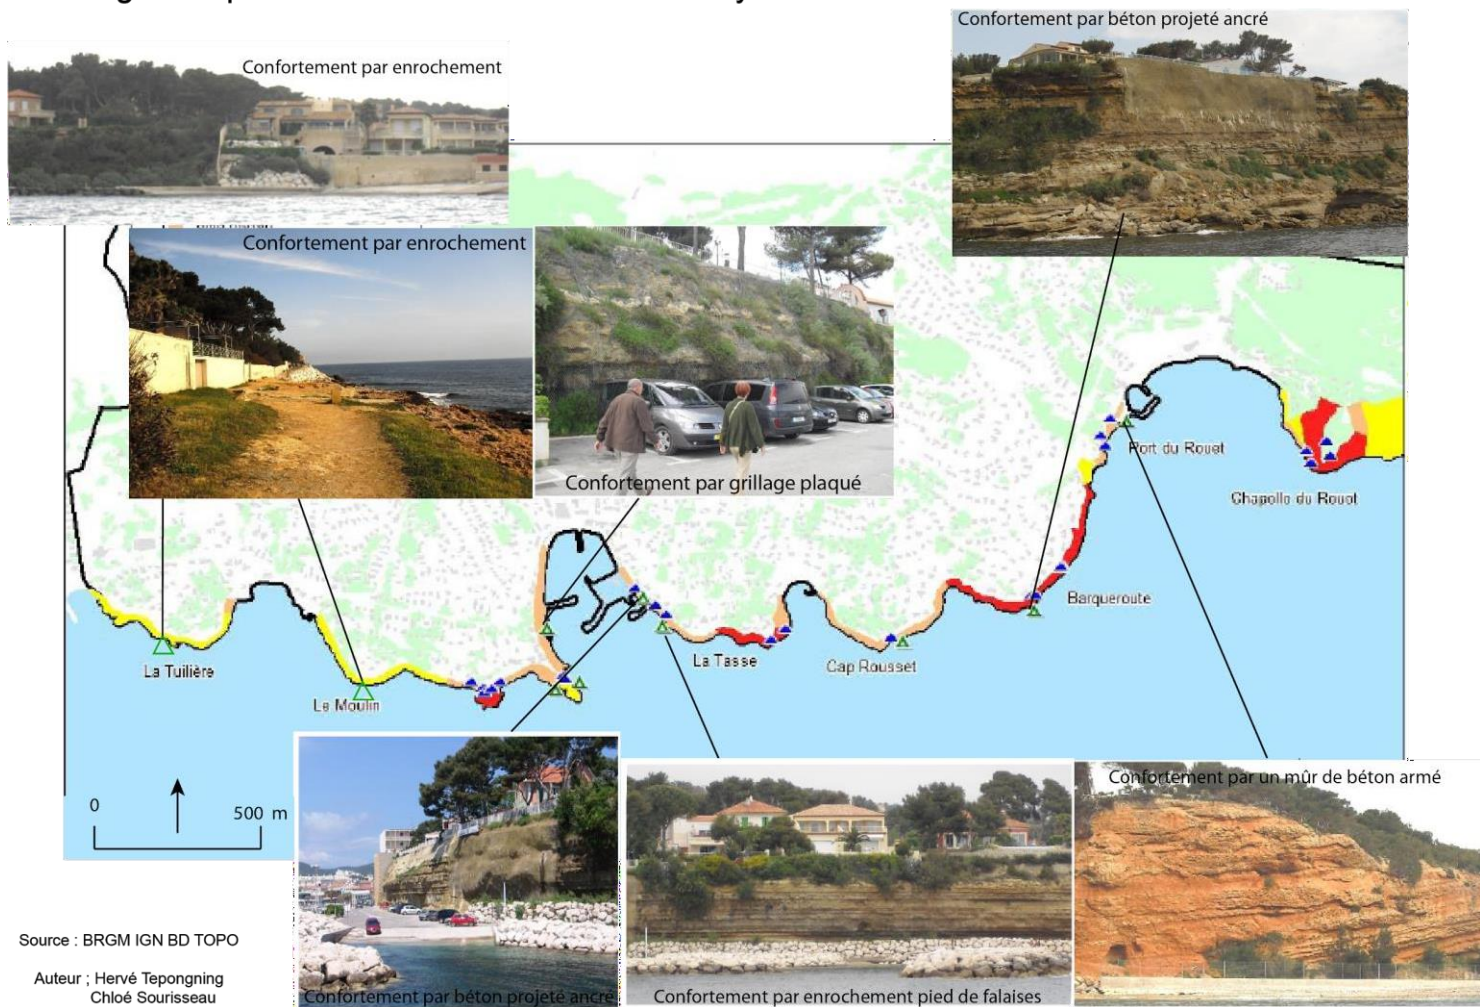 Confortement par béton projeté ancré
Confortement par enrochement
Confortement par enrochement
Confortement par grillage plaqué
Port du Rouet
Chapelle du Rouet
Barqueroute
La Tuilière
La Tasse
Cap Rousset
Le Moulin
0
500 m
Confortement par un mûr de béton armé
Source : BRGM IGN BD TOPO
Auteur ; Hervé Tepongning
Chloé Sourisseau
Confortement par béton projeté ancré
Confortement par enrochement pied de falaises